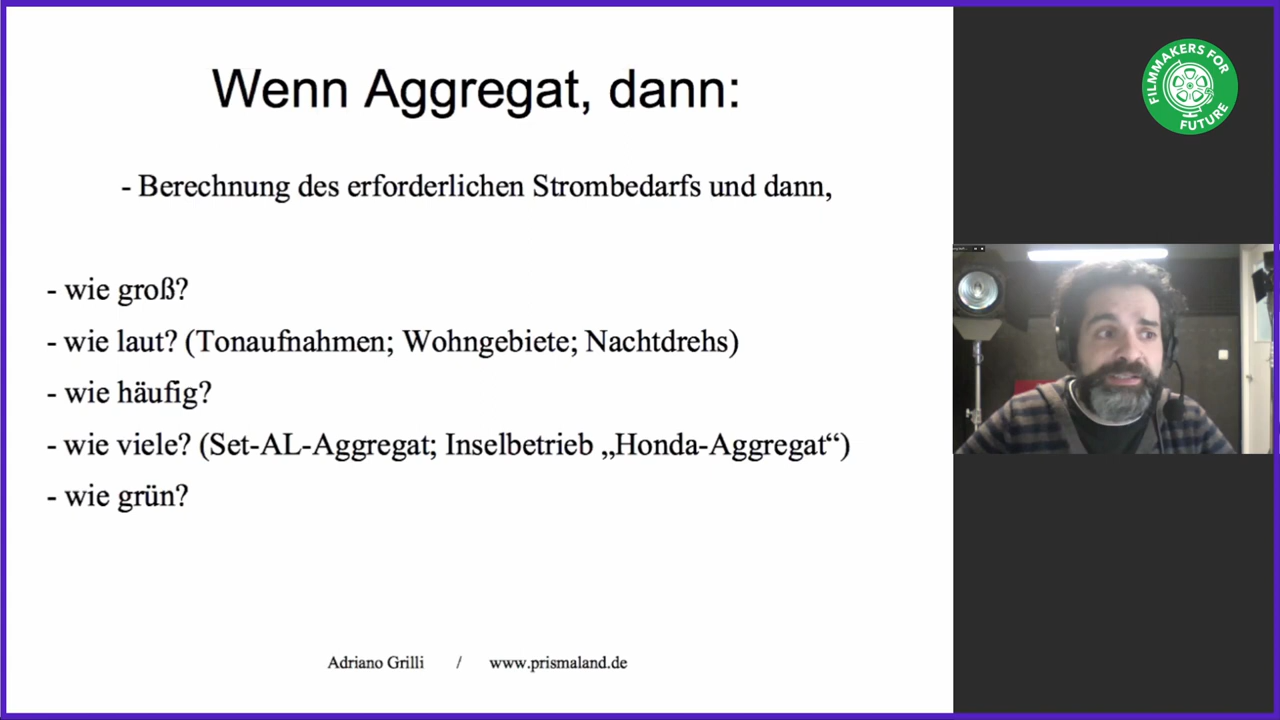 Wenn Aggregat, dann:
- Berechnung des erforderlichen Strombedarfs und dann,
- wie groß?
- wie laut? (Tonaufnahmen; Wohngebiete; Nachtdrehs)
- wie häufig?
- wie viele? (Set-AL-Aggregat; Inselbetrieb „Honda-Aggregat“)
- wie grün?
Adriano Grilli / www.prismaland.de
FILMMAKERS FOR
FUTURE